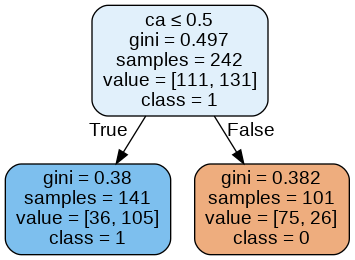 ca ≤ 0.5
gini = 0.497
samples = 242
value = [111, 131]
class = 1
True
False
gini = 0.38
samples = 141
value = [36, 105]
class = 1
gini = 0.382
samples = 101
value = [75, 26]
class = 0